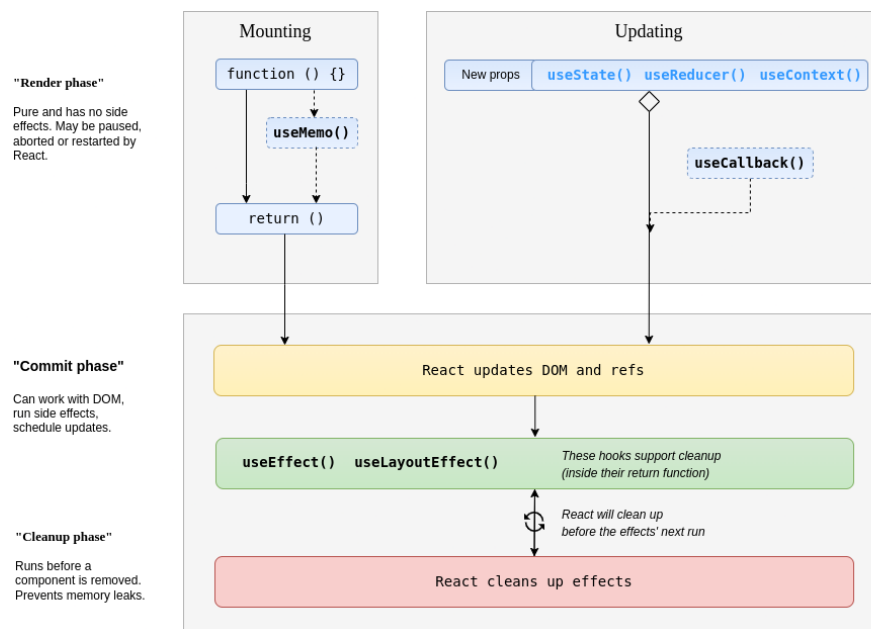 Mounting
Updating
"Render phase"
Pure and has no side
effects. May be paused,
aborted or restarted by
React.
function () {}
useMemo()
return ()
New props
useState() useReducer() useContext()
useCallback()
"Commit phase"
Can work with DOM,
run side effects,
schedule updates.
React updates DOM and refs
useEffect() useLayoutEffect()
These hooks support cleanup
(inside their return function)
React will clean up
before the effects' next run
"Cleanup phase"
Runs before a
component is removed.
Prevents memory leaks.
React cleans up effects